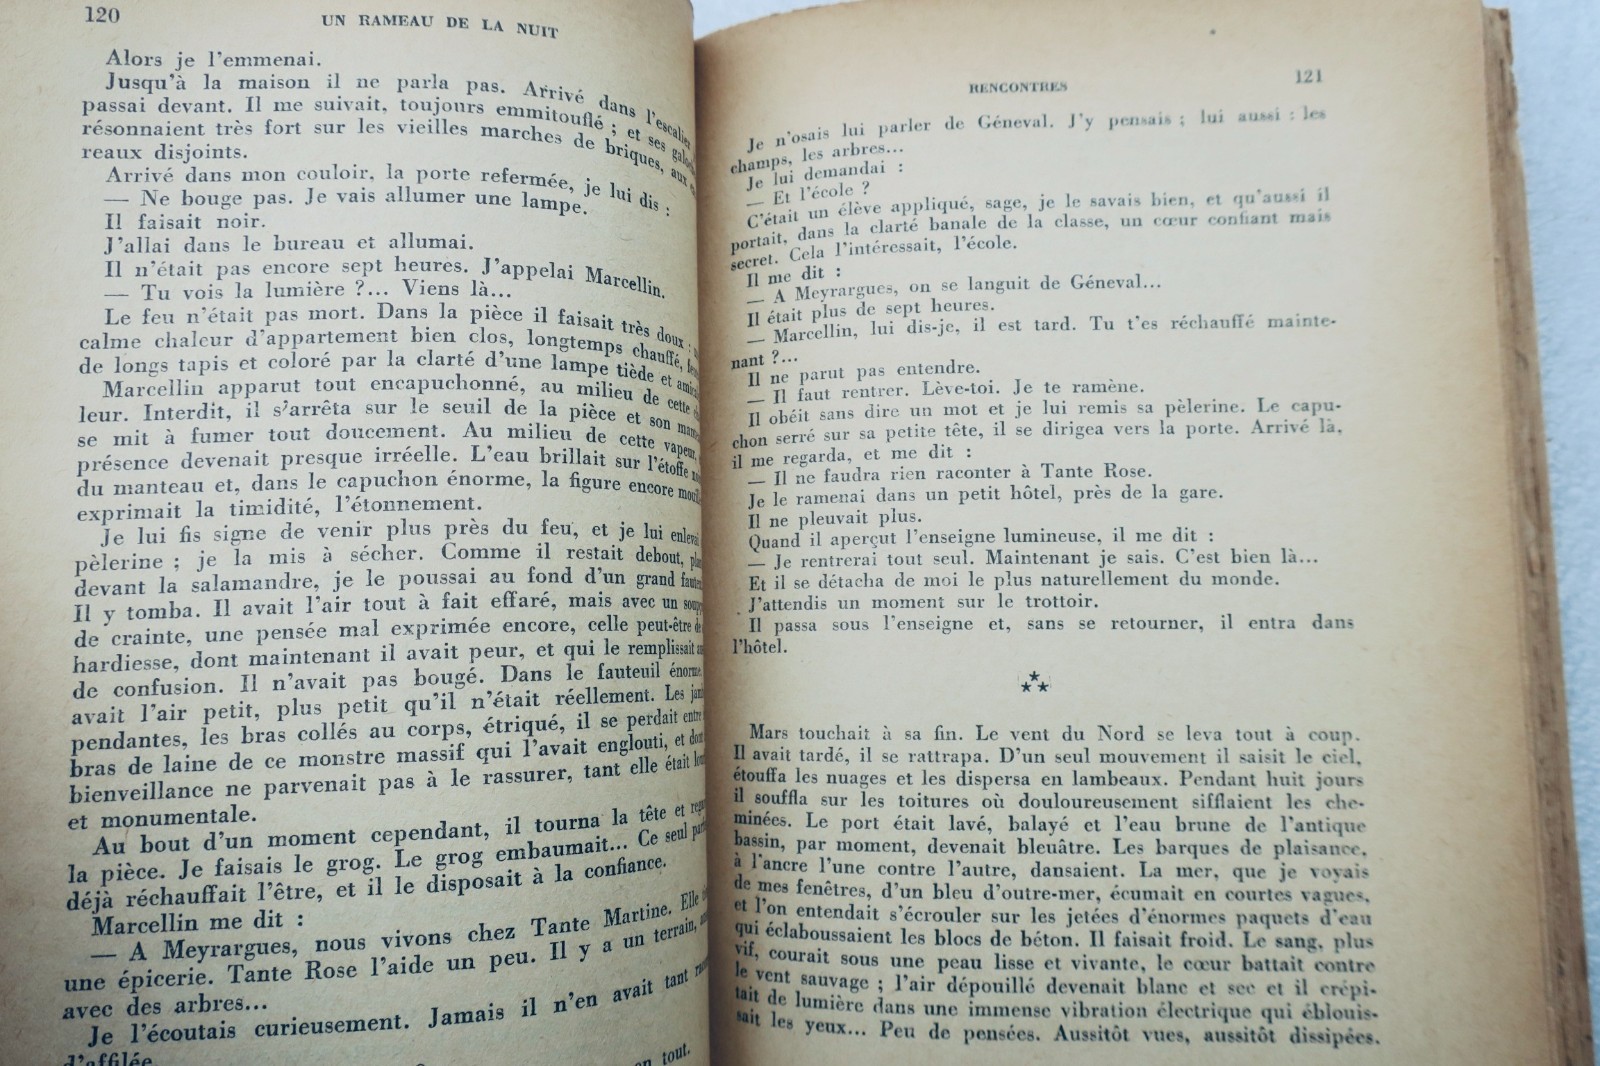 120
UN RAMEAU DE LA NUIT
Alors je l'emmenai.
Jusqu'à la maison il ne parla pas. Arrivé dans l'escalier
passai devant. Il me suivait, toujours emmitouflé ; et ses
résonnaient très fort sur les vieilles marches de briques, aux
reaux disjoints.
Arrivé dans mon couloir, la porte refermée, je lui dis :
— Ne bouge pas. Je vais allumer une lampe.
Il faisait noir.
J'allai dans le bureau et allumai.
Il n'était pas encore sept heures. J'appelai Marcellin.
— Tu vois la lumière ?... Viens là...
Le feu n'était pas mort. Dans la pièce il faisait très doux :
calme chaleur d'appartement bien clos, longtemps chauffé,
de longs tapis et coloré par la clarté d'une lampe tiède et
Marcellin apparut tout encapuchonné, au milieu de cette
leur. Interdit, il s'arrêta sur le seuil de la pièce et son
se mit à fumer tout doucement. Au milieu de cette vapeur,
présence devenait presque irréelle. L'eau brillait sur l'étoffe
du manteau et, dans le capuchon énorme, la figure encore
exprimait la timidité, l'étonnement.
Je lui fis signe de venir plus près du feu, et je lui enlevai
pèlerine ; je la mis à sécher. Comme il restait debout,
devant la salamandre, je le poussai au fond d'un grand
Il y tomba. Il avait l'air tout à fait effaré, mais avec un
de crainte, une pensée mal exprimée encore, celle peut-être
hardiesse, dont maintenant il avait peur, et qui le remplissait
de confusion. Il n'avait pas bougé. Dans le fauteuil énorme,
avait l'air petit, plus petit qu'il n'était réellement. Les
pendantes, les bras collés au corps, étriqué, il se perdait entre
bras de laine de ce monstre massif qui l'avait englouti, et dont
bienveillance ne parvenait pas à le rassurer, tant elle était
et monumentale.
Au bout d'un moment cependant, il tourna la tête et
la pièce. Je faisais le grog. Le grog embaumait... Ce seul
déjà réchauffait l'être, et il le disposait à la confiance.
Marcellin me dit :
— A Meyrargues, nous vivons chez Tante Martine. Elle
une épicerie. Tante Rose l'aide un peu. Il y a un terrain,
avec des arbres...
Je l'écoutais curieusement. Jamais il n'en avait tant
d'affilée
en tout.
RENCONTRES
121
Je n'osais lui parler de Géneval. J'y pensais ; lui aussi : les
champs, les arbres...
Je lui demandai :
— Et l'école ?
C'était un élève appliqué, sage, je le savais bien, et qu'aussi il
portait, dans la clarté banale de la classe, un cœur confiant mais
secret. Cela l'intéressait, l'école.
Il me dit :
— A Meyrargues, on se languit de Géneval...
Il était plus de sept heures.
— Marcellin, lui dis-je, il est tard. Tu t'es réchauffé mainte-
nant ?...
Il ne parut pas entendre.
— Il faut rentrer. Lève-toi. Je te ramène.
Il obéit sans dire un mot et je lui remis sa pèlerine. Le capu-
chon serré sur sa petite tête, il se dirigea vers la porte. Arrivé là,
il me regarda, et me dit :
— Il ne faudra rien raconter à Tante Rose.
Je le ramenai dans un petit hôtel, près de la gare.
Il ne pleuvait plus.
Quand il aperçut l'enseigne lumineuse, il me dit :
— Je rentrerai tout seul. Maintenant je sais. C'est bien là...
Et il se détacha de moi le plus naturellement du monde.
J'attendis un moment sur le trottoir.
Il passa sous l'enseigne et, sans se retourner, il entra dans
l'hôtel.
Mars touchait à sa fin. Le vent du Nord se leva tout à coup.
Il avait tardé, il se rattrapa. D'un seul mouvement il saisit le ciel,
étouffa les nuages et les dispersa en lambeaux. Pendant huit jours
il souffla sur les toitures où douloureusement sifflaient les che-
minées. Le port était lavé, balayé et l'eau brune de l'antique
bassin, par moment, devenait bleuâtre. Les barques de plaisance,
à l'ancre l'une contre l'autre, dansaient. La mer, que je voyais
de mes fenêtres, d'un bleu d'outre-mer, écumait en courtes vagues,
et l'on entendait s'écrouler sur les jetées d'énormes paquets d'eau
qui éclaboussaient les blocs de béton. Il faisait froid. Le sang, plus
vif, courait sous une peau lisse et vivante, le cœur battait contre
le vent sauvage ; l'air dépouillé devenait blanc et sec et il crépi-
tait de lumière dans une immense vibration électrique qui éblouis-
sait les yeux... Peu de pensées. Aussitôt vues, aussitôt dissipées.